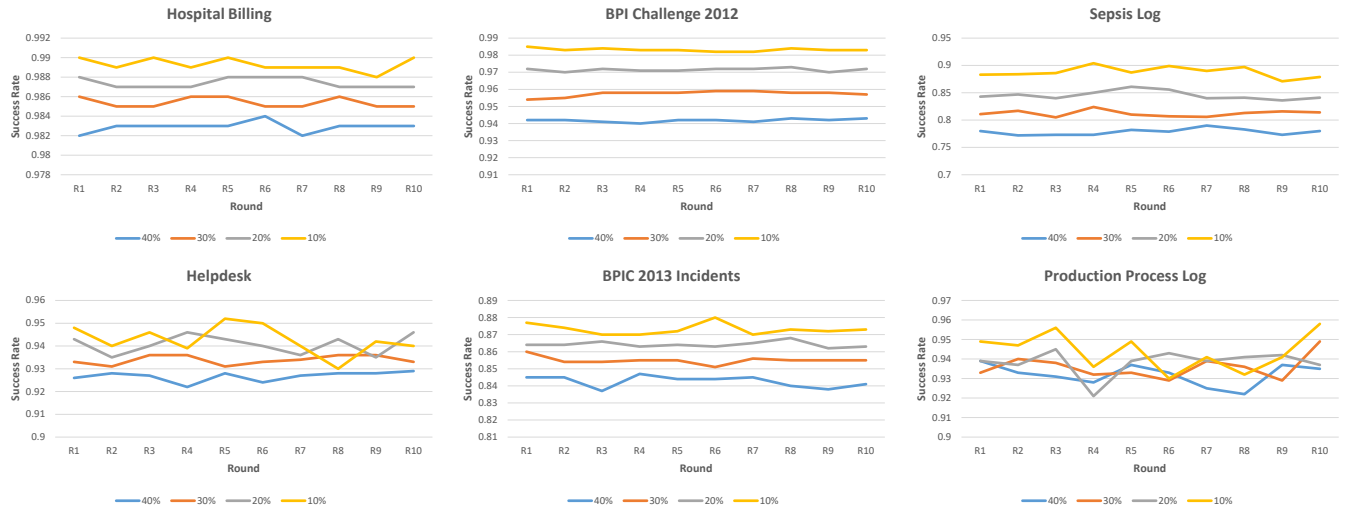 Hospital Billing
Success Rate
0.992
0.99
0.988
0.986
0.984
0.982
0.98
0.978
R1 R2 R3 R4 R5 R6 R7 R8 R9 R10
Round
40% 30% 20% 10%
BPI Challenge 2012
Success Rate
0.99
0.98
0.97
0.96
0.95
0.94
0.93
0.92
0.91
R1 R2 R3 R4 R5 R6 R7 R8 R9 R10
Round
40% 30% 20% 10%
Sepsis Log
Success Rate
0.95
0.9
0.85
0.8
0.75
0.7
R1 R2 R3 R4 R5 R6 R7 R8 R9 R10
Round
40% 30% 20% 10%
Helpdesk
Success Rate
0.96
0.95
0.94
0.93
0.92
0.91
0.9
R1 R2 R3 R4 R5 R6 R7 R8 R9 R10
Round
40% 30% 20% 10%
BPIC 2013 Incidents
Success Rate
0.89
0.88
0.87
0.86
0.85
0.84
0.83
0.82
0.81
R1 R2 R3 R4 R5 R6 R7 R8 R9 R10
Round
40% 30% 20% 10%
Production Process Log
Success Rate
0.97
0.96
0.95
0.94
0.93
0.92
0.91
0.9
R1 R2 R3 R4 R5 R6 R7 R8 R9 R10
Round
40% 30% 20% 10%